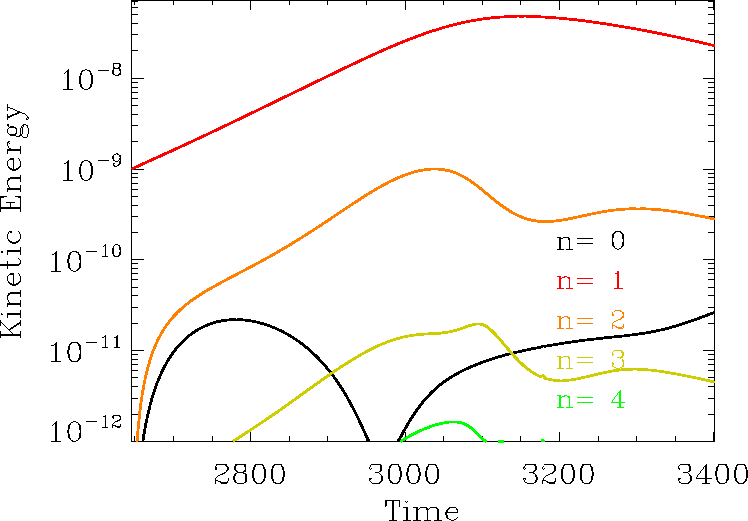 Kinetic Energy
10^-8
10^-9
10^-10
10^-11
10^-12
n= 0
n= 1
n= 2
n= 3
n= 4
2800 3000 3200 3400
Time